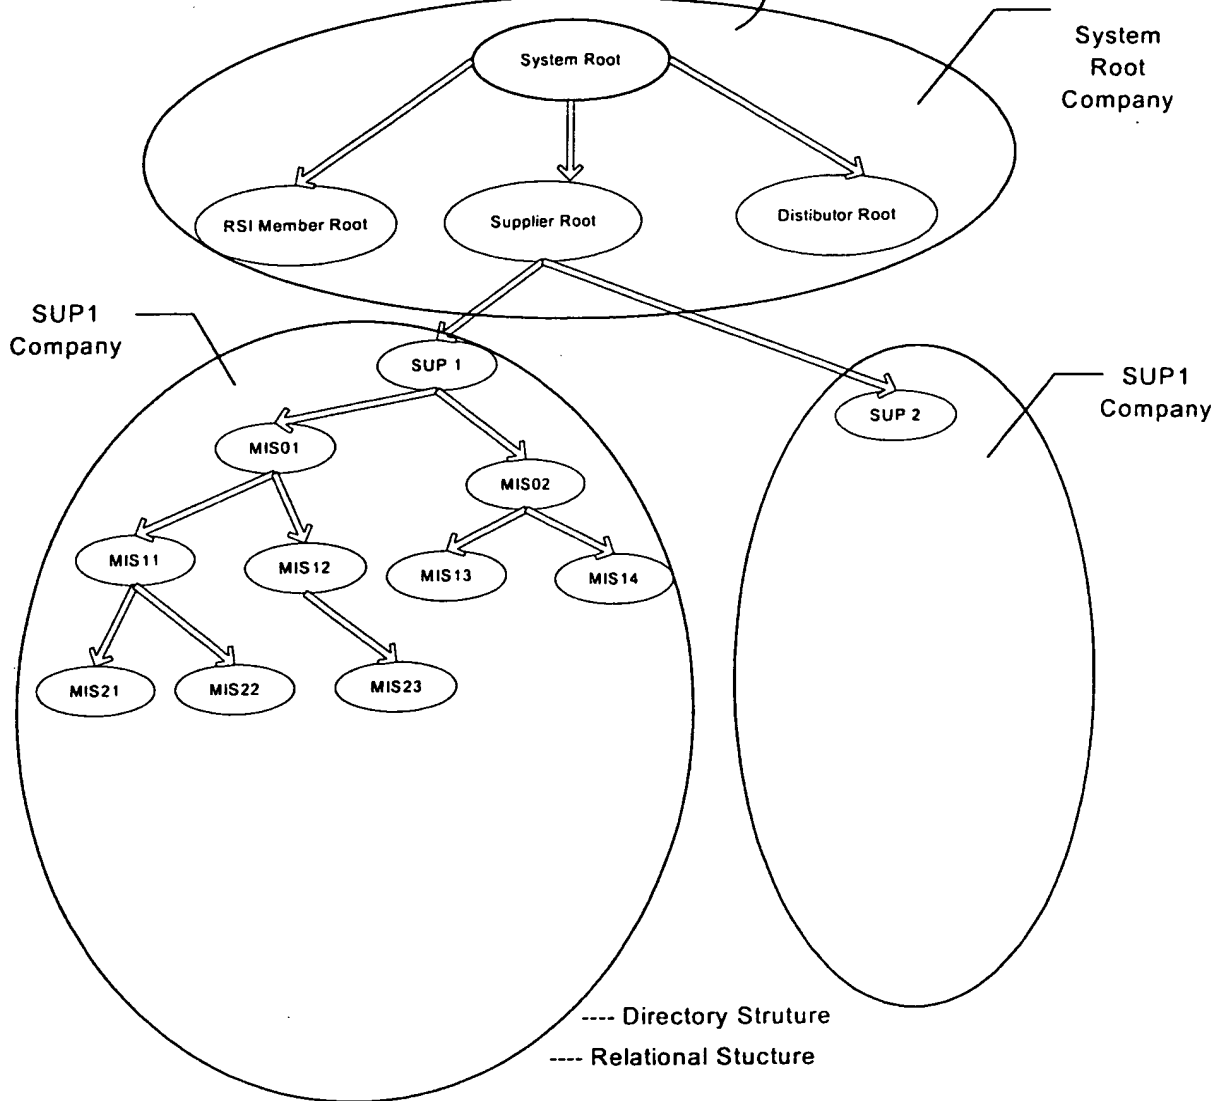 System
Root
Company
System Root
RSI Member Root
Supplier Root
Distibutor Root
SUP1
Company
SUP 1
SUP1
Company
SUP 2
MIS01
MIS02
MIS11
MIS12
MIS13
MIS14
MIS21
MIS22
MIS23
---- Directory Struture
---- Relational Stucture